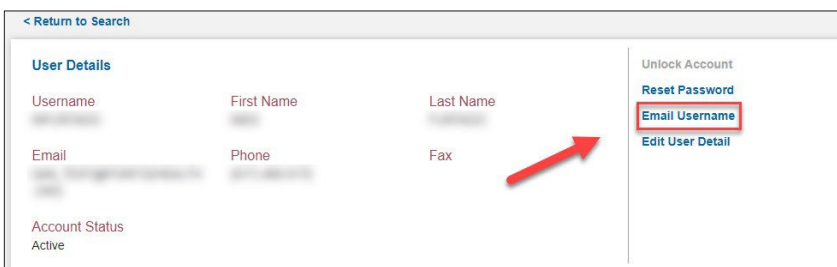 < Return to Search
User Details
Username First Name Last Name
Email Phone Fax
Account Status
Active
Unlock Account
Reset Password
Email Username
Edit User Detail